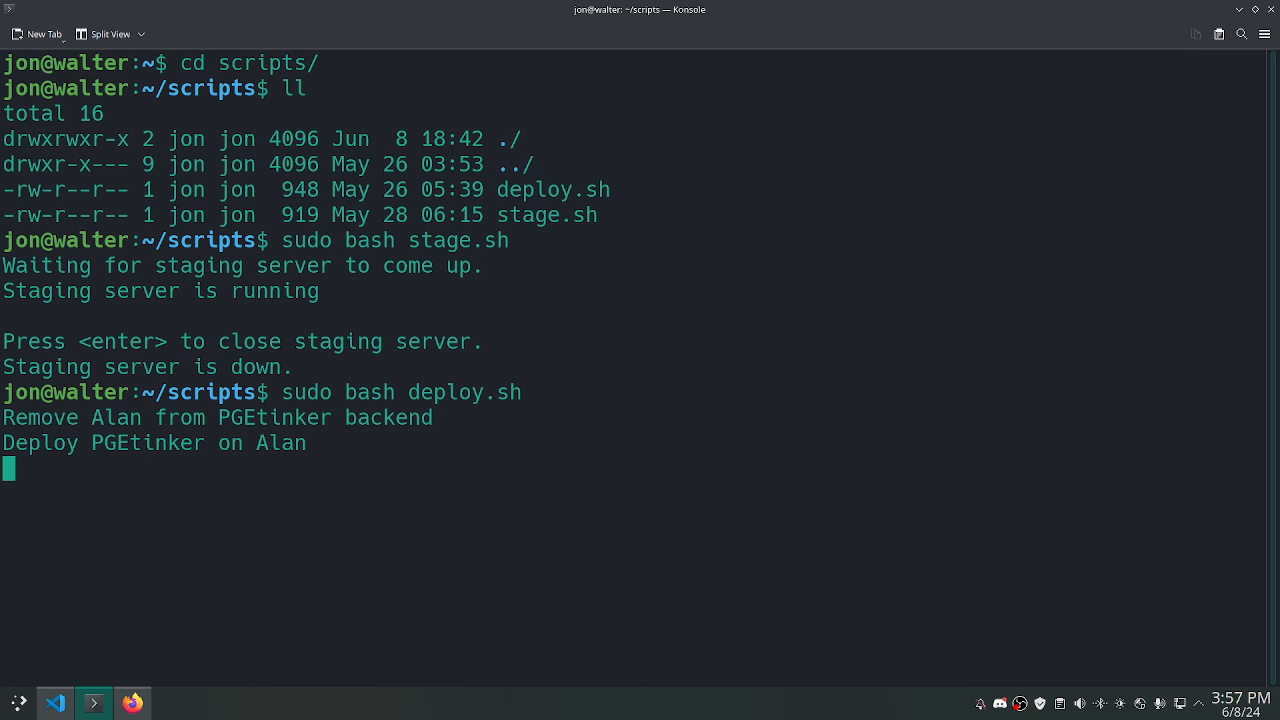 jon@walter: ~/scripts — Konsole
New Tab
Split View
jon@walter:~$ cd scripts/
jon@walter:~/scripts$ ll
total 16
drwxrwxr-x 2 jon jon 4096 Jun  8 18:42 ./
drwxr-x--- 9 jon jon 4096 May 26 03:53 ../
-rw-r--r-- 1 jon jon  948 May 26 05:39 deploy.sh
-rw-r--r-- 1 jon jon  919 May 28 06:15 stage.sh
jon@walter:~/scripts$ sudo bash stage.sh
Waiting for staging server to come up.
Staging server is running
Press <enter> to close staging server.
Staging server is down.
jon@walter:~/scripts$ sudo bash deploy.sh
Remove Alan from PGEtinker backend
Deploy PGEtinker on Alan
3:57 PM
6/8/24